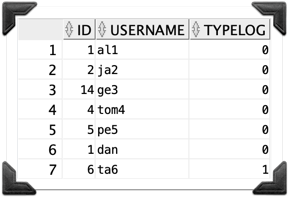 ID USERNAME TYPELOG
1 1 al1 0
2 2 ja2 0
3 14 ge3 0
4 4 tom4 0
5 5 pe5 0
6 1 dan 0
7 6 ta6 1